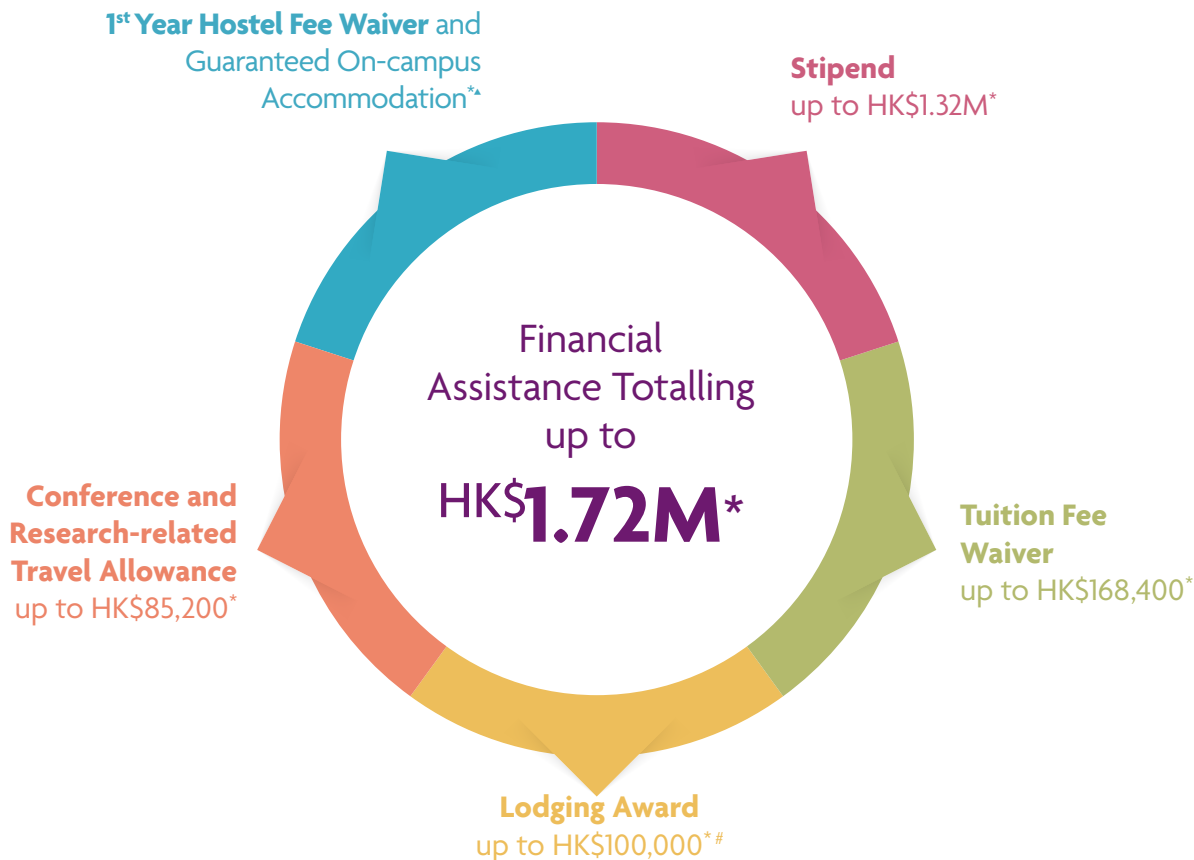 1st Year Hostel Fee Waiver and
Guaranteed On-campus
Accommodation*▲
Stipend
up to HK$1.32M*
Financial
Assistance Totalling
up to
HK$1.72M*
Conference and
Research-related
Travel Allowance
up to HK$85,200*
Tuition Fee
Waiver
up to HK$168,400*
Lodging Award
up to HK$100,000*#